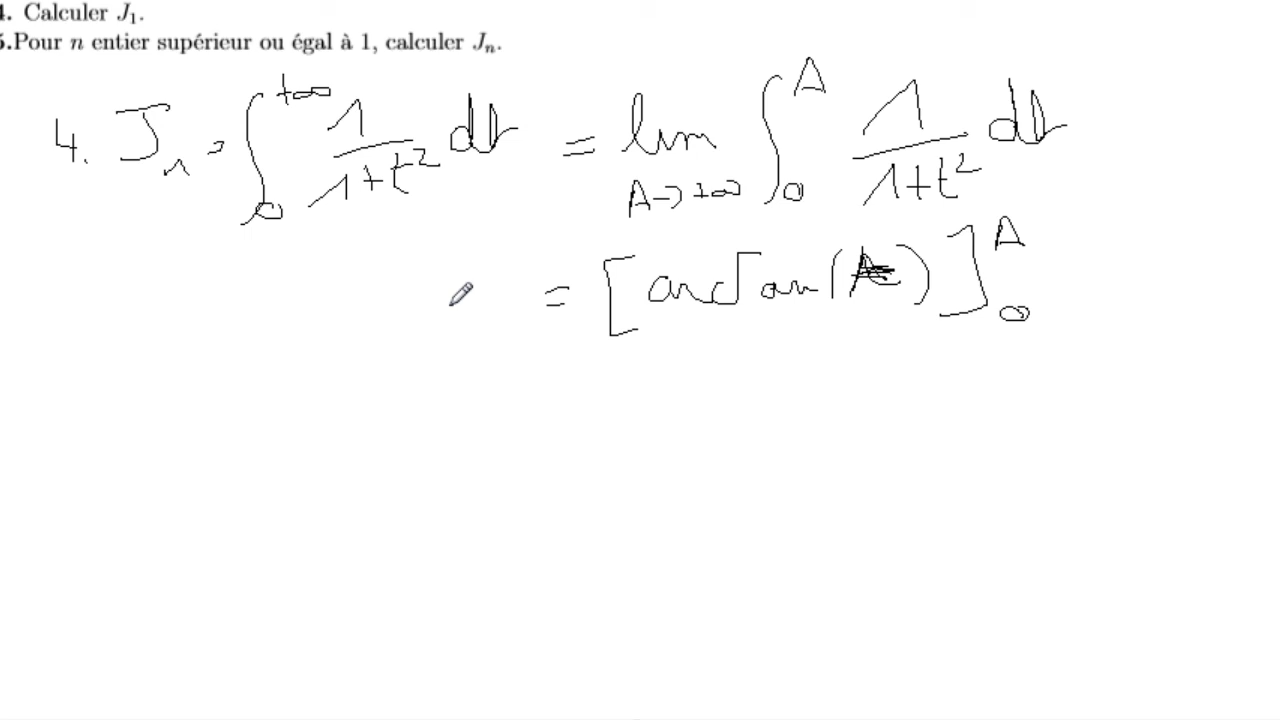 4. Calculer J₁.
5.Pour n entier supérieur ou égal à 1, calculer Jₙ.
4. J₁ = ∫₀^{+∞} 1/(1+t²) dt = lim_{A→+∞} ∫₀^A 1/(1+t²) dt
= [arctan( )]₀^A